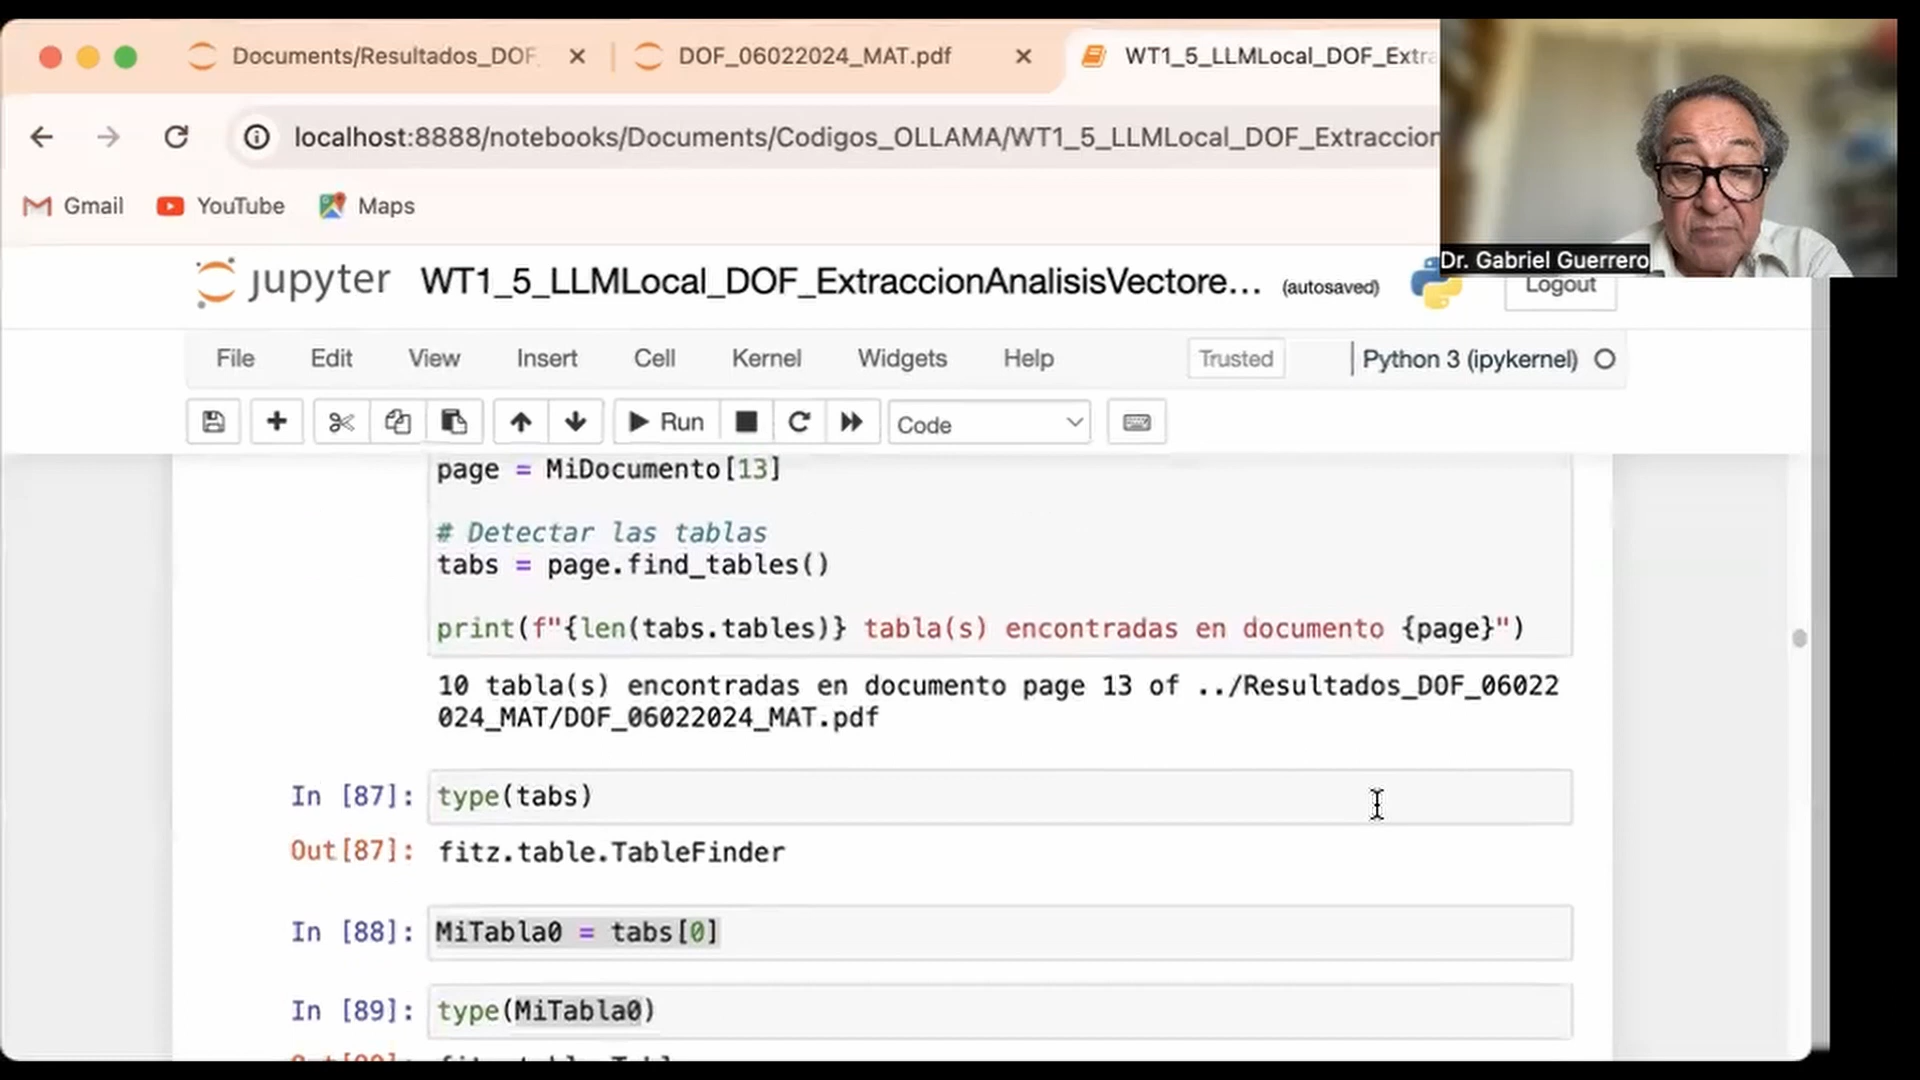 Documents/Resultados_DOF
DOF_06022024_MAT.pdf
WT1_5_LLMLocal_DOF_Extra
localhost:8888/notebooks/Documents/Codigos_OLLAMA/WT1_5_LLMLocal_DOF_Extraccion
Gmail YouTube Maps
Dr. Gabriel Guerrero
jupyter WT1_5_LLMLocal_DOF_ExtraccionAnalisisVectore... (autosaved) Logout
File Edit View Insert Cell Kernel Widgets Help Trusted Python 3 (ipykernel)
Run Code
page = MiDocumento[13]
# Detectar las tablas
tabs = page.find_tables()
print(f"{len(tabs.tables)} tabla(s) encontradas en documento {page}")
10 tabla(s) encontradas en documento page 13 of ../Resultados_DOF_06022
024_MAT/DOF_06022024_MAT.pdf
In [87]: type(tabs)
Out[87]: fitz.table.TableFinder
In [88]: MiTabla0 = tabs[0]
In [89]: type(MiTabla0)